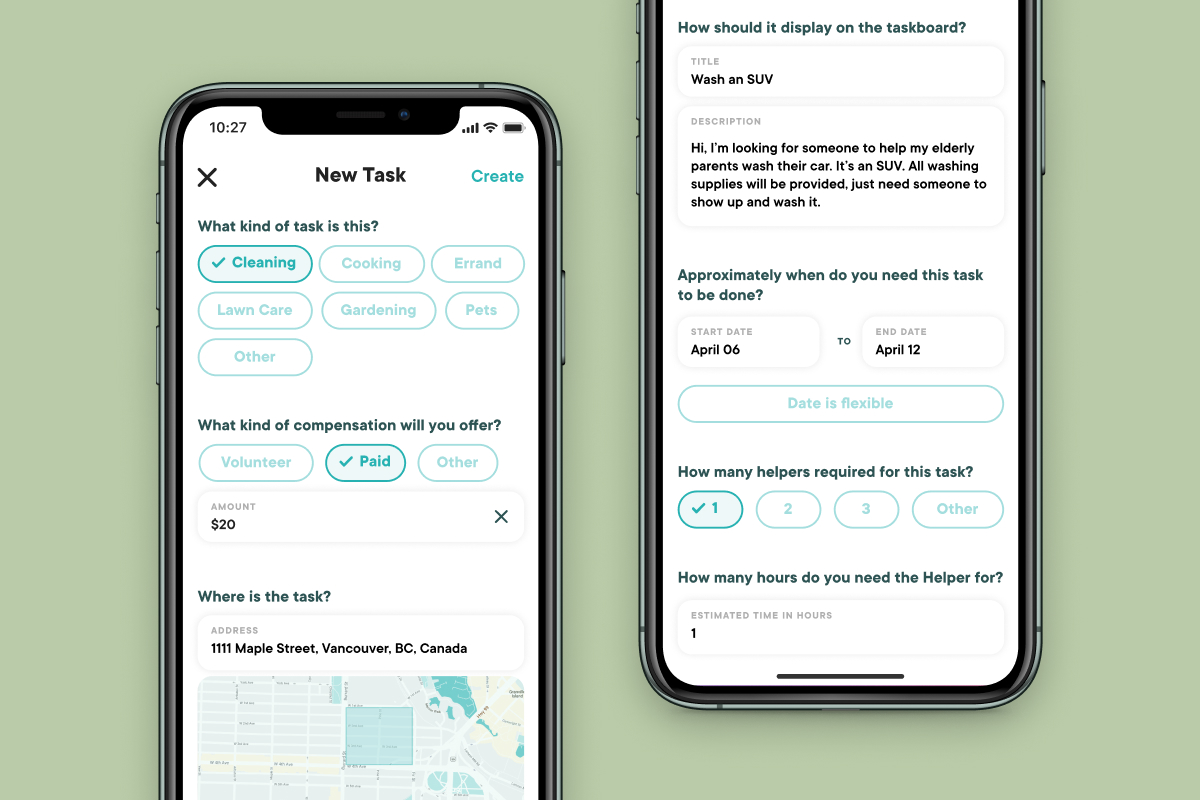 10:27
New Task
Create
What kind of task is this?
Cleaning
Cooking
Errand
Lawn Care
Gardening
Pets
Other
What kind of compensation will you offer?
Volunteer
Paid
Other
AMOUNT
$20
Where is the task?
ADDRESS
1111 Maple Street, Vancouver, BC, Canada
W 4th Ave
W 4th Ave
How should it display on the taskboard?
TITLE
Wash an SUV
DESCRIPTION
Hi, I'm looking for someone to help my elderly
parents wash their car. It's an SUV. All washing
supplies will be provided, just need someone to
show up and wash it.
Approximately when do you need this task
to be done?
START DATE
April 06
TO
END DATE
April 12
Date is flexible
How many helpers required for this task?
1
2
3
Other
How many hours do you need the Helper for?
ESTIMATED TIME IN HOURS
1